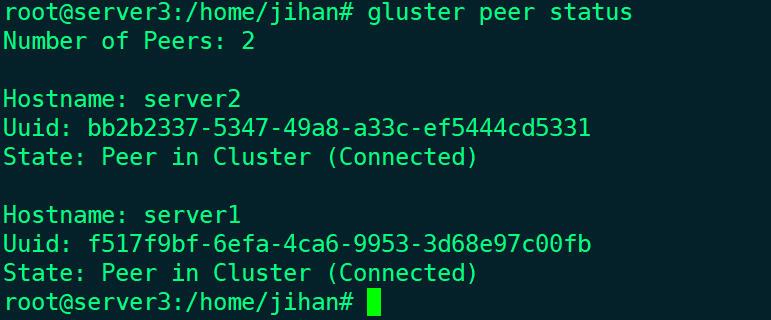 root@server3:/home/jihan# gluster peer status
Number of Peers: 2
Hostname: server2
Uuid: bb2b2337-5347-49a8-a33c-ef5444cd5331
State: Peer in Cluster (Connected)
Hostname: server1
Uuid: f517f9bf-6efa-4ca6-9953-3d68e97c00fb
State: Peer in Cluster (Connected)
root@server3:/home/jihan#